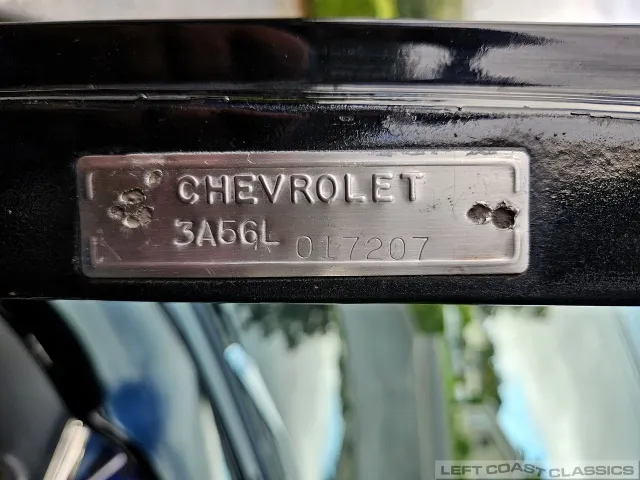 CHEVROLET
3A56L 017207
LEFT COAST CLASSICS